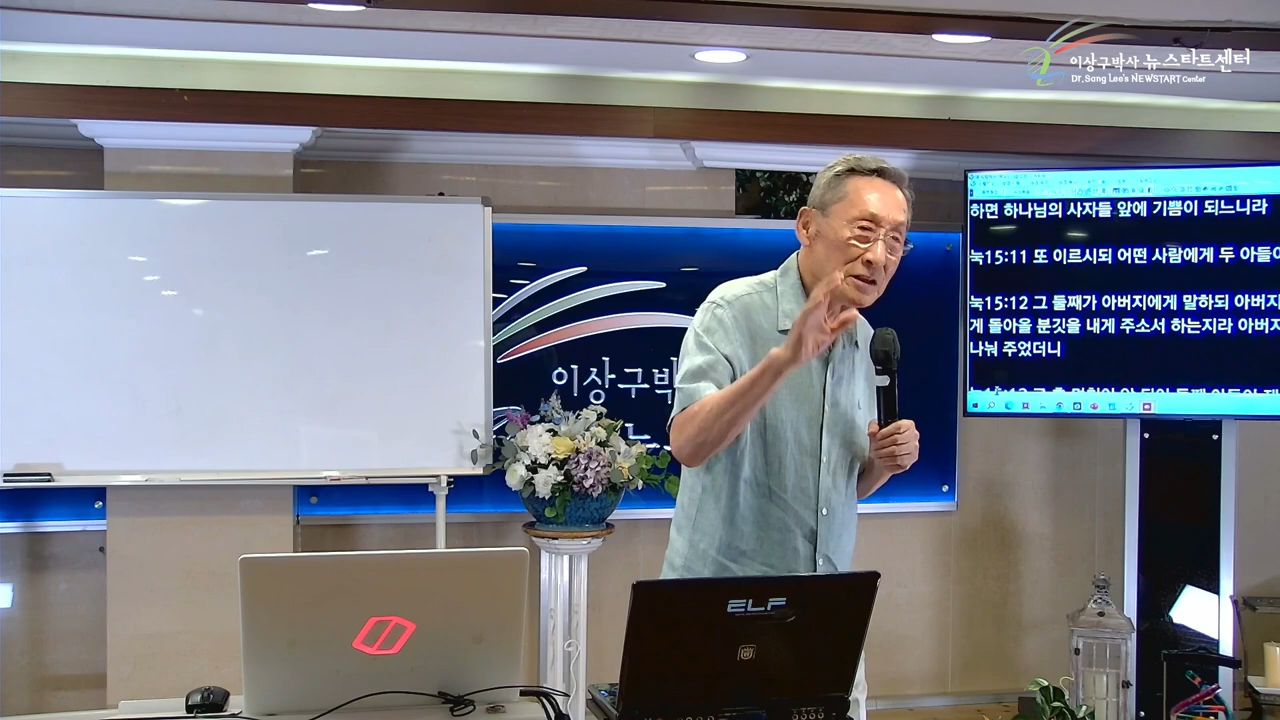 이상구박사 뉴스타트센터
Dr.Sang Lee's NEWSTART Center
하면 하나님의 사자들 앞에 기쁨이 되느니라
눅15:11 또 이르시되 어떤 사람에게 두 아들이
눅15:12 그 둘째가 아버지에게 말하되 아버지
게 돌아올 분깃을 내게 주소서 하는지라 아버지
나눠 주었더니
이상구박
ELF